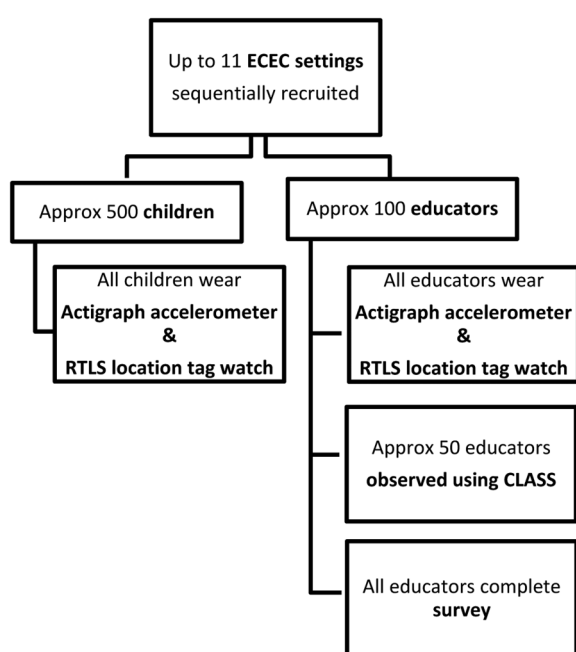 Up to 11 ECEC settings
sequentially recruited
Approx 500 children
Approx 100 educators
All children wear
Actigraph accelerometer
&
RTLS location tag watch
All educators wear
Actigraph accelerometer
&
RTLS location tag watch
Approx 50 educators
observed using CLASS
All educators complete
survey